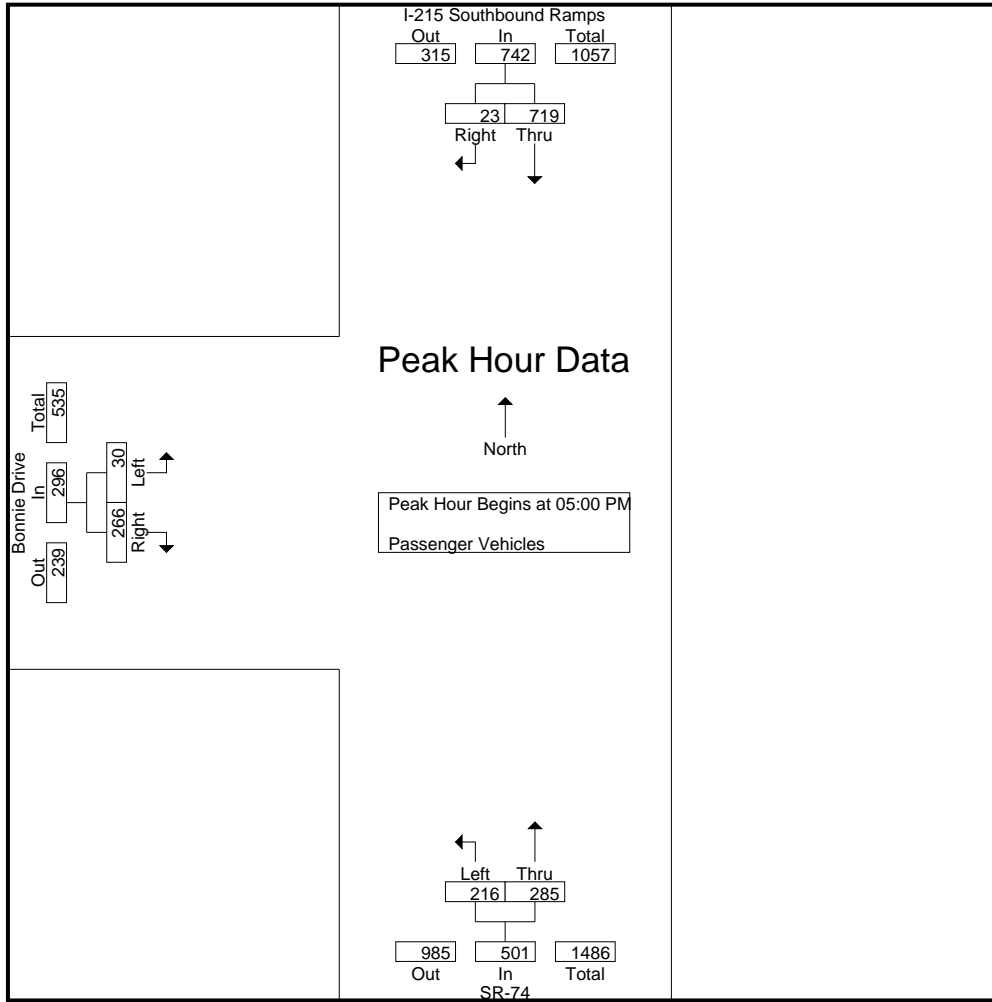 I-215 Southbound Ramps
Out In Total
315 742 1057
23 719
Right Thru
Peak Hour Data
North
Peak Hour Begins at 05:00 PM
Passenger Vehicles
Bonnie Drive
Out In Total
239 296 535
266 30
Right Left
Left Thru
216 285
985 501 1486
Out In Total
SR-74